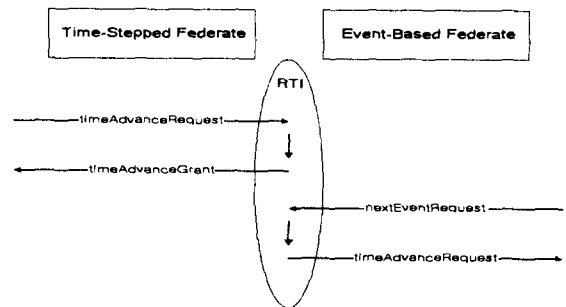 Time-Stepped Federate
Event-Based Federate
RTI
timeAdvanceRequest
timeAdvanceGrant
nextEventRequest
timeAdvanceRequest